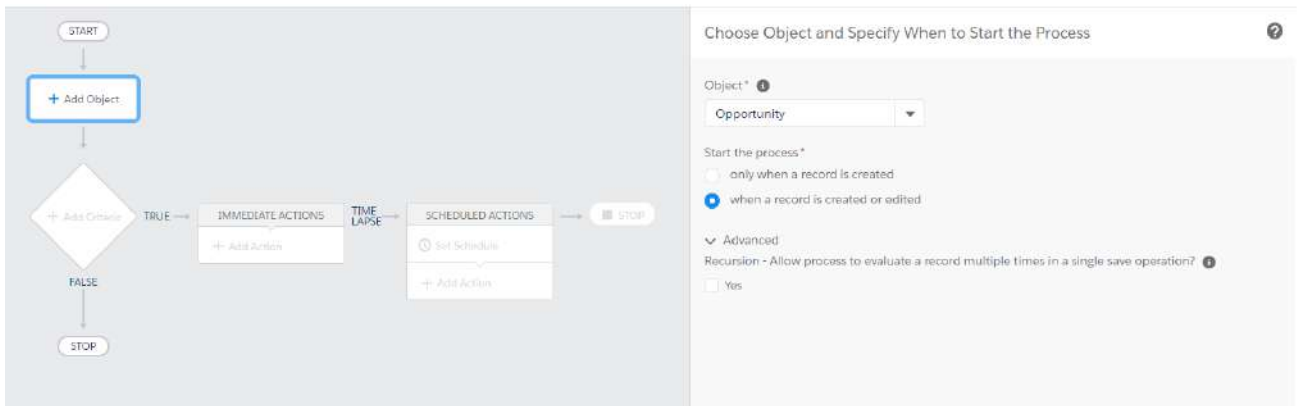 START
+ Add Object
+ Add Criteria
TRUE
IMMEDIATE ACTIONS
+ Add Action
TIME
LAPSE
SCHEDULED ACTIONS
Set Schedule
+ Add Action
STOP
FALSE
STOP
Choose Object and Specify When to Start the Process
?
Object* i
Opportunity
Start the process*
only when a record is created
when a record is created or edited
Advanced
Recursion - Allow process to evaluate a record multiple times in a single save operation? i
Yes